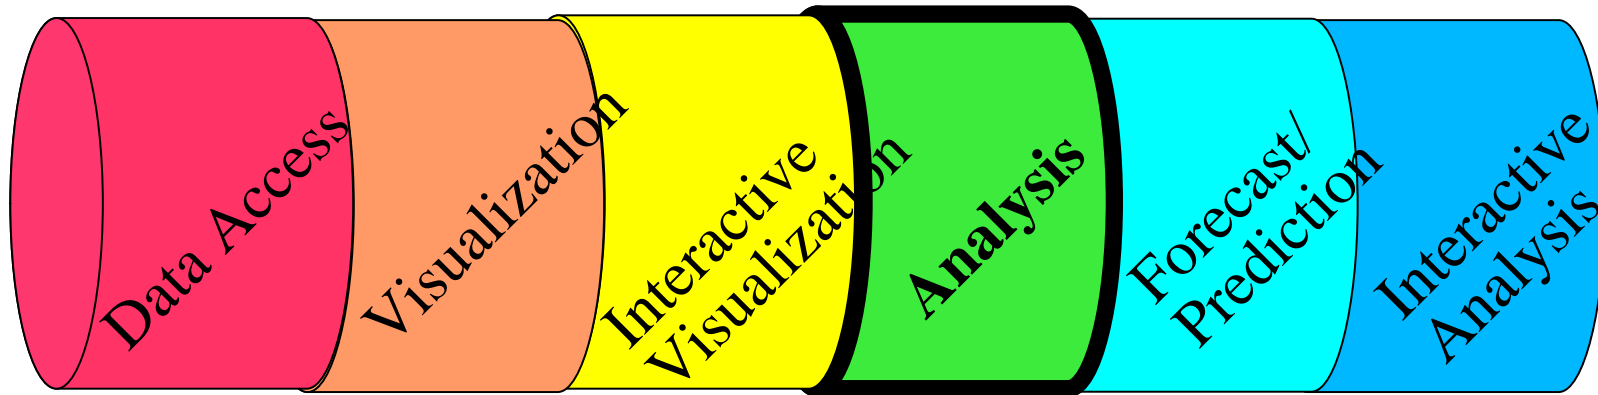 Data Access
Visualization
Interactive
Visualization
Analysis
Forecast/
Prediction
Interactive
Analysis